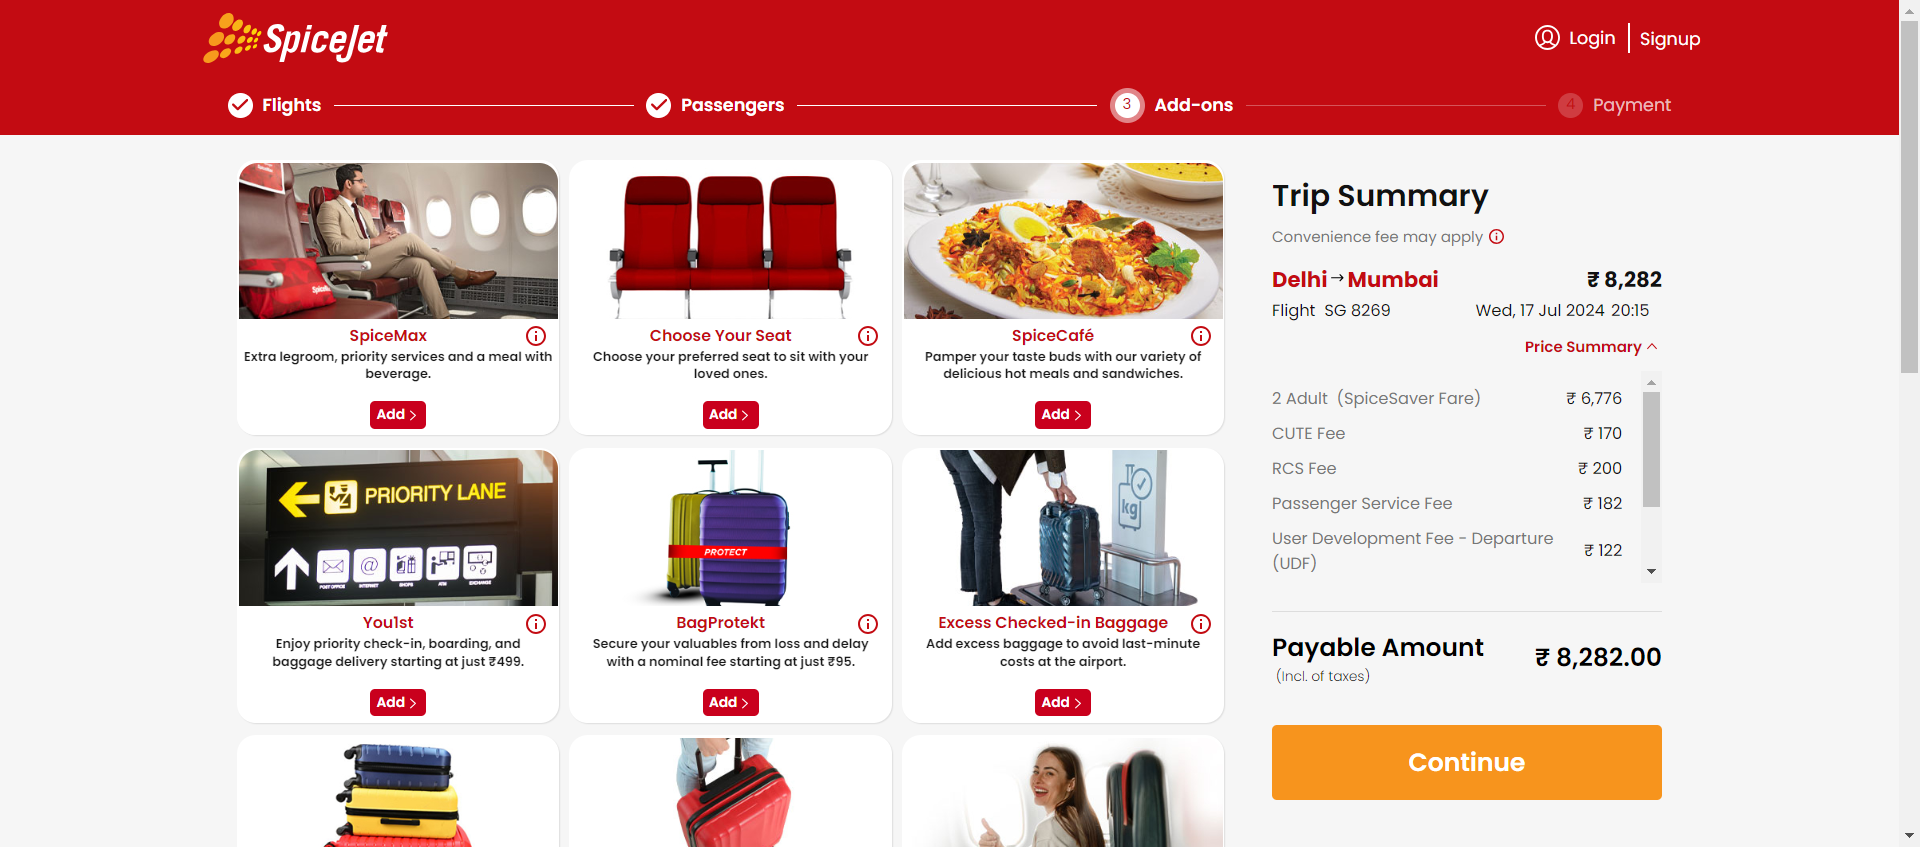 SpiceJet
Login
Signup
Flights
Passengers
3
Add-ons
4
Payment
SpiceMax
Extra legroom, priority services and a meal with
beverage.
Add
Choose Your Seat
Choose your preferred seat to sit with your
loved ones.
Add
SpiceCafé
Pamper your taste buds with our variety of
delicious hot meals and sandwiches.
Add
PRIORITY LANE
POST OFFICE
INTERNET
SHOPS
ATM
EXCHANGE
You1st
Enjoy priority check-in, boarding, and
baggage delivery starting at just ₹499.
Add
PROTECT
BagProtekt
Secure your valuables from loss and delay
with a nominal fee starting at just ₹95.
Add
kg
Excess Checked-in Baggage
Add excess baggage to avoid last-minute
costs at the airport.
Add
Trip Summary
Convenience fee may apply
Delhi→Mumbai
₹ 8,282
Flight SG 8269
Wed, 17 Jul 2024 20:15
Price Summary
2 Adult (SpiceSaver Fare)
₹ 6,776
CUTE Fee
₹ 170
RCS Fee
₹ 200
Passenger Service Fee
₹ 182
User Development Fee - Departure
(UDF)
₹ 122
Payable Amount
₹ 8,282.00
(Incl. of taxes)
Continue